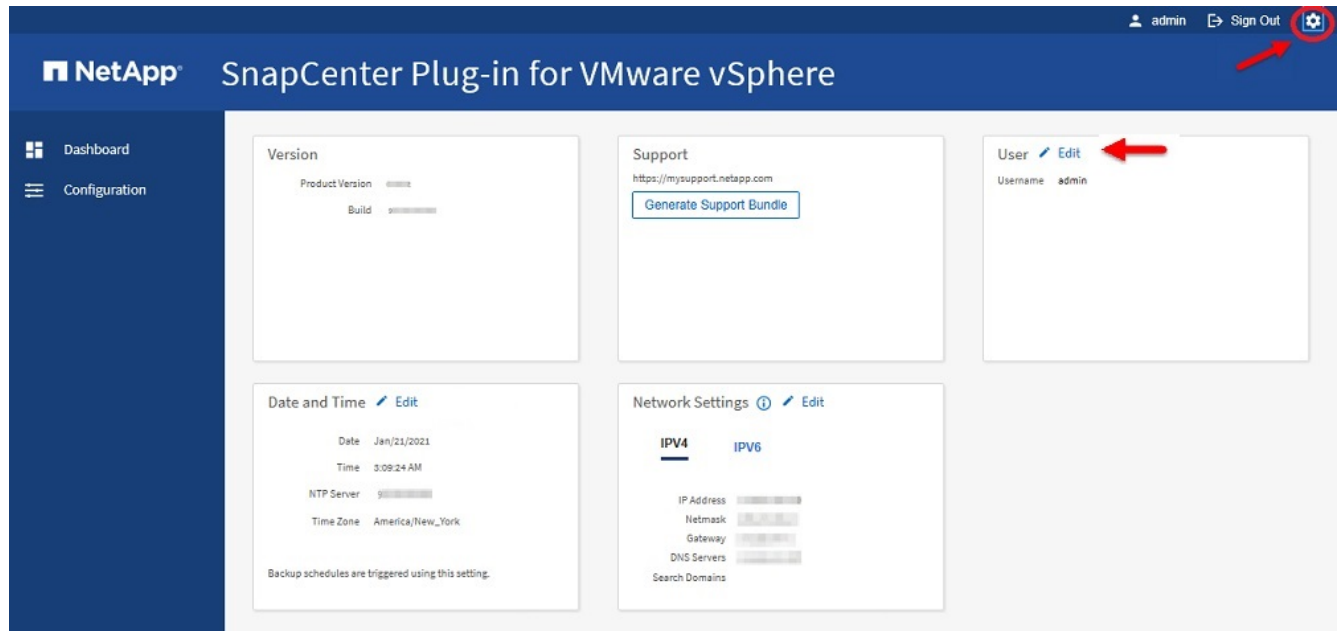 admin Sign Out
NetApp SnapCenter Plug-in for VMware vSphere
Dashboard
Configuration
Version
Product Version
Build
Support
https://mysupport.netapp.com
Generate Support Bundle
User Edit
Username admin
Date and Time Edit
Date Jan/21/2021
Time 3:09:24 AM
NTP Server
Time Zone America/New_York
Backup schedules are triggered using this setting.
Network Settings Edit
IPV4 IPV6
IP Address
Netmask
Gateway
DNS Servers
Search Domains